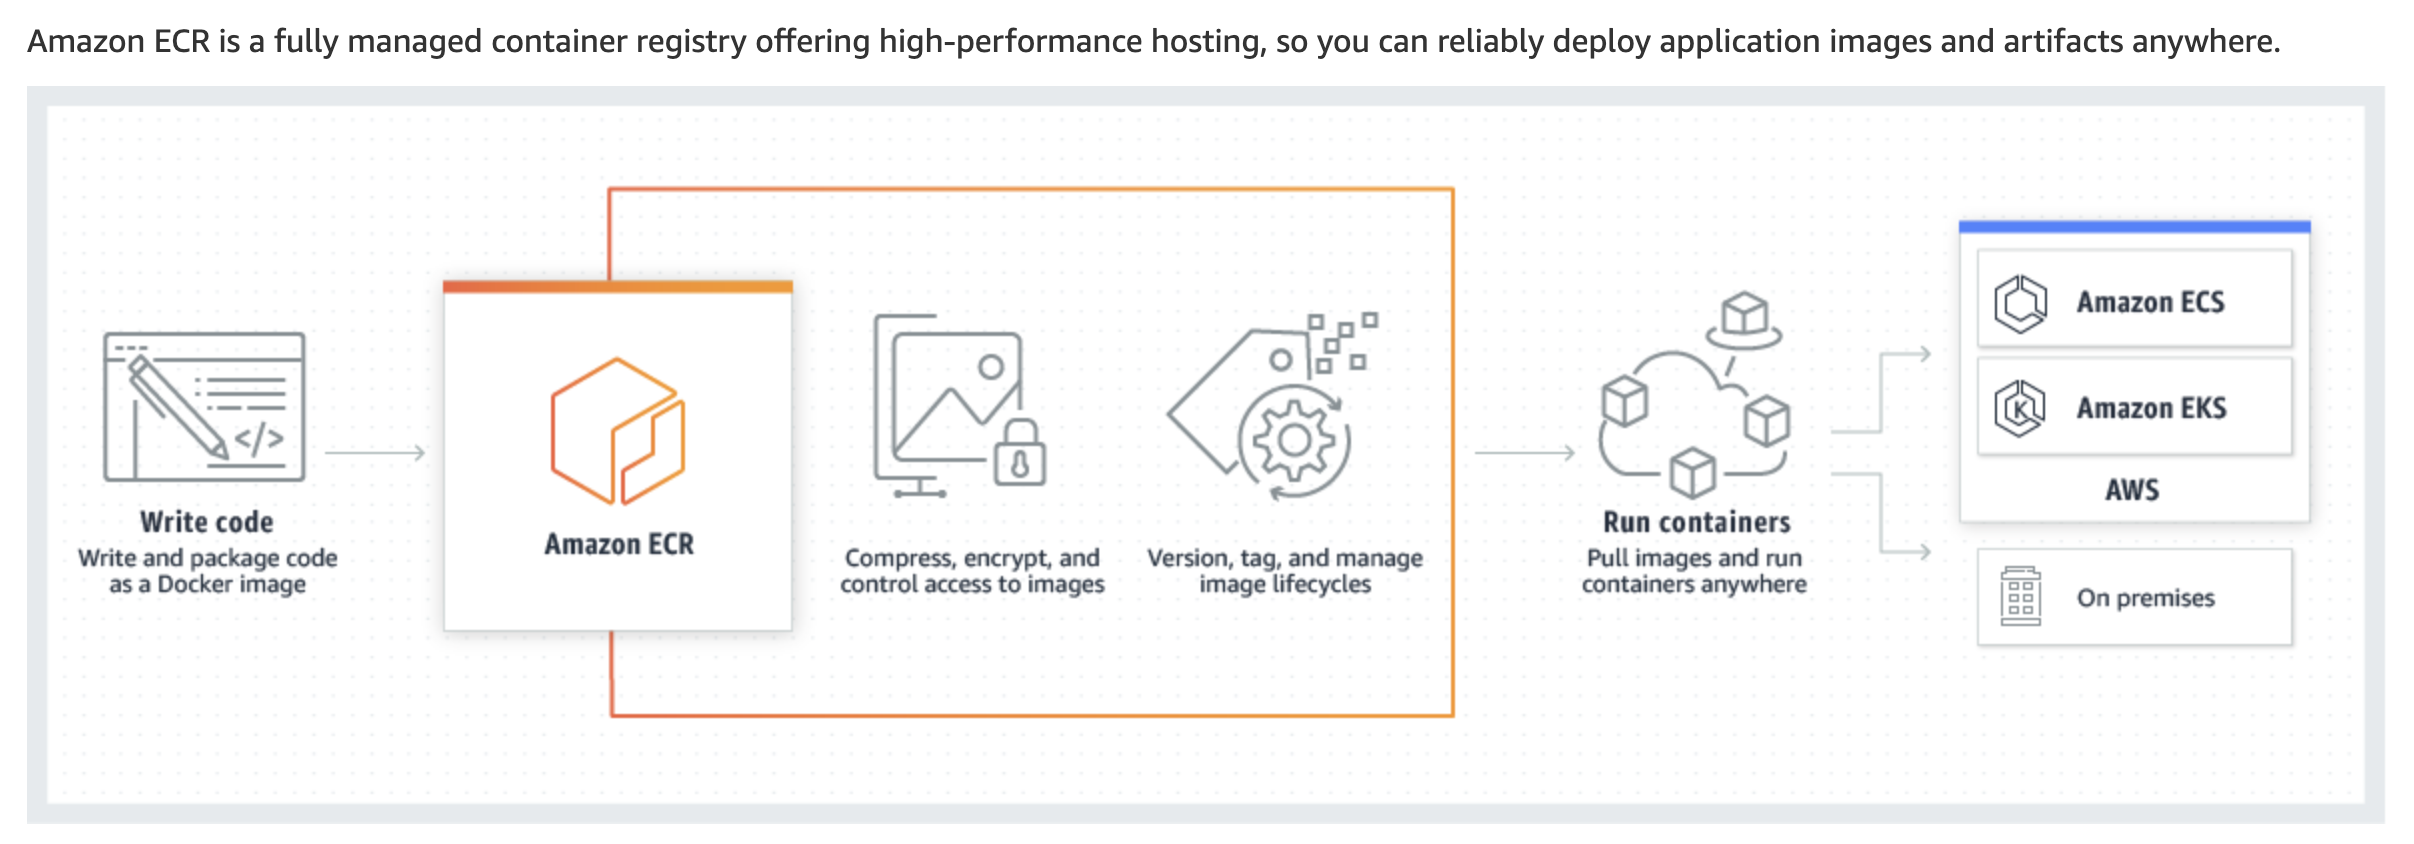 Amazon ECR is a fully managed container registry offering high-performance hosting, so you can reliably deploy application images and artifacts anywhere.
Write code
Write and package code
as a Docker image
</>
Amazon ECR
Compress, encrypt, and
control access to images
Version, tag, and manage
image lifecycles
Run containers
Pull images and run
containers anywhere
Amazon ECS
K
Amazon EKS
AWS
On premises